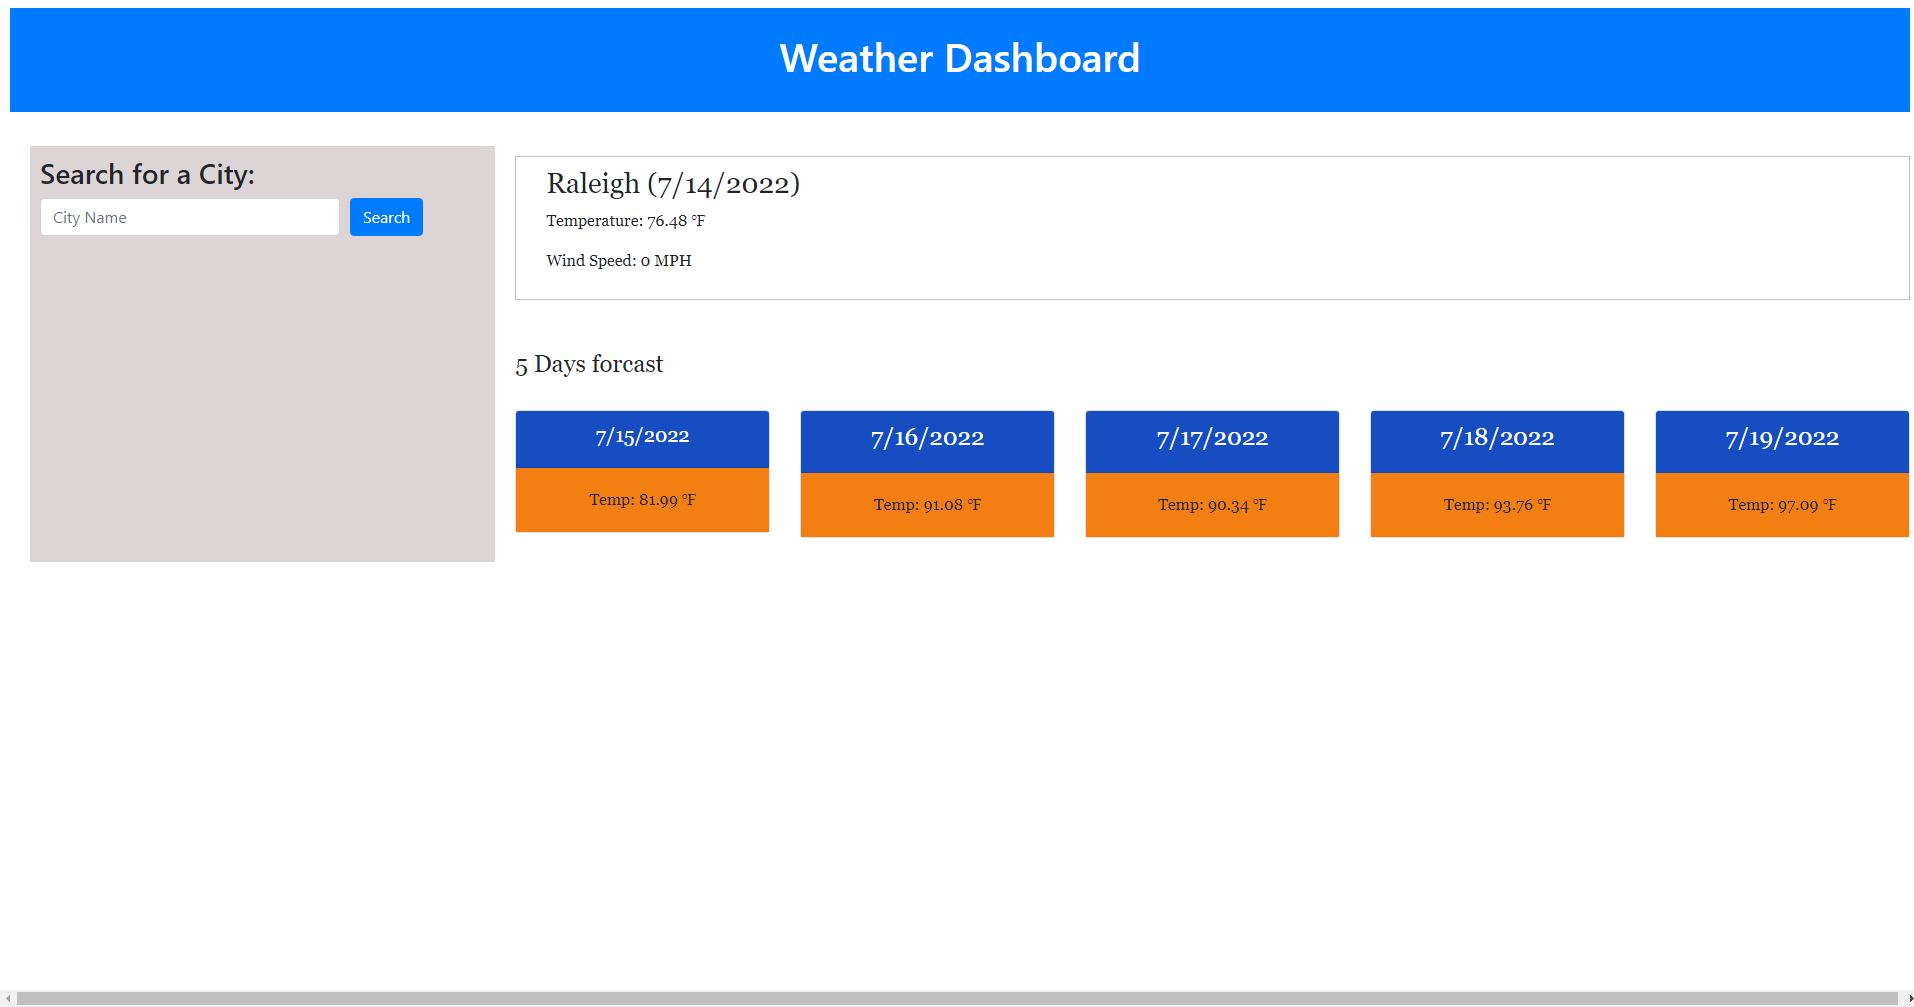 Weather Dashboard
Search for a City:
City Name
Search
Raleigh (7/14/2022)
Temperature: 76.48 °F
Wind Speed: 0 MPH
5 Days forcast
7/15/2022
Temp: 81.99 °F
7/16/2022
Temp: 91.08 °F
7/17/2022
Temp: 90.34 °F
7/18/2022
Temp: 93.76 °F
7/19/2022
Temp: 97.09 °F